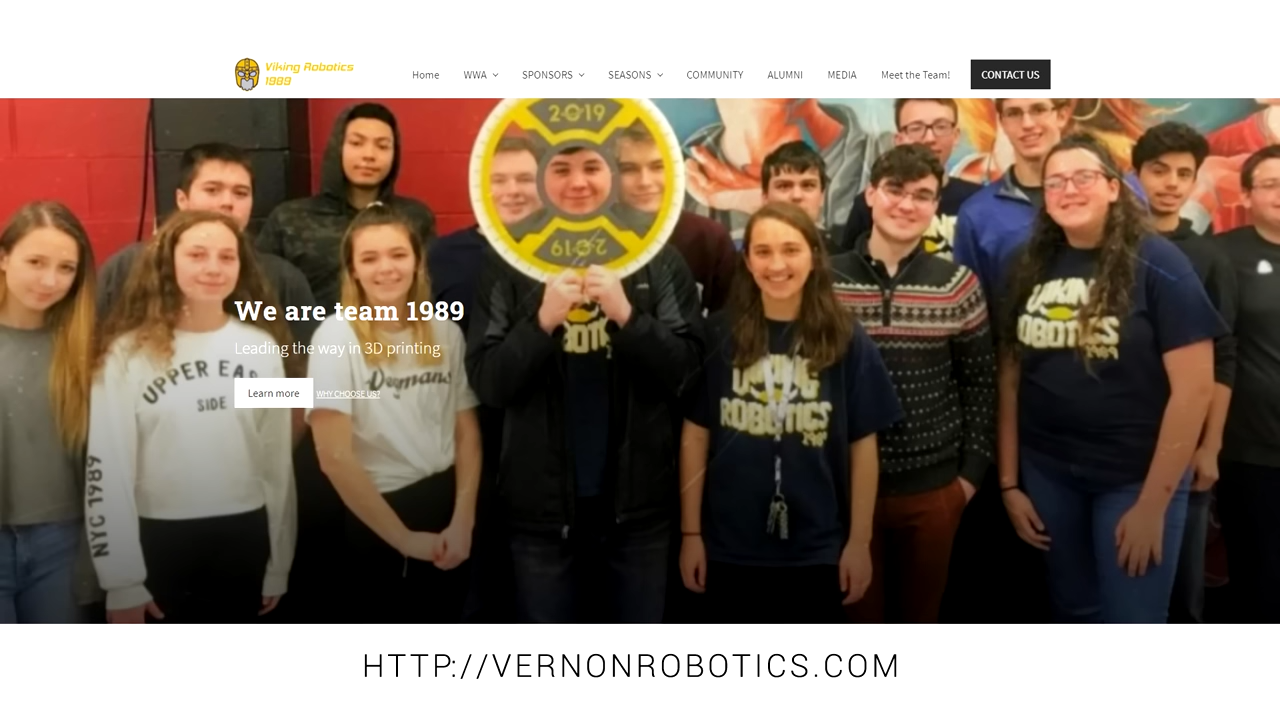 Viking Robotics
1989
Home WWA SPONSORS SEASONS COMMUNITY ALUMNI MEDIA Meet the Team! CONTACT US
2019
2019
We are team 1989
Leading the way in 3D printing
Learn more WHY CHOOSE US?
UPPER EAS
SIDE
NYC 1989
VIKIN
ROBOTICS
1989
ROBOTICS
HTTP://VERNONROBOTICS.COM